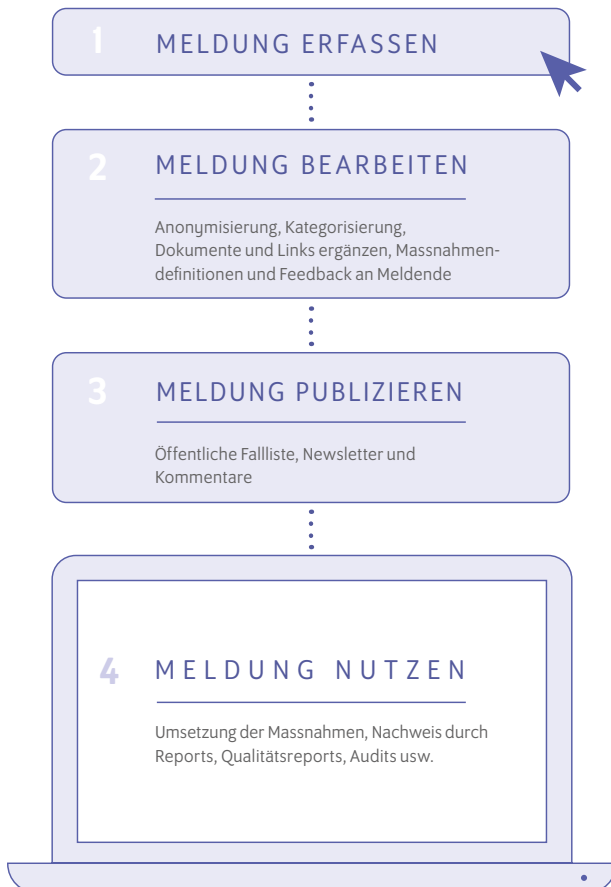 1 MELDUNG ERFASSEN
2 MELDUNG BEARBEITEN
Anonymisierung, Kategorisierung,
Dokumente und Links ergänzen, Massnahmen-
definitionen und Feedback an Meldende
3 MELDUNG PUBLIZIEREN
Öffentliche Fallliste, Newsletter und
Kommentare
4 MELDUNG NUTZEN
Umsetzung der Massnahmen, Nachweis durch
Reports, Qualitätsreports, Audits usw.